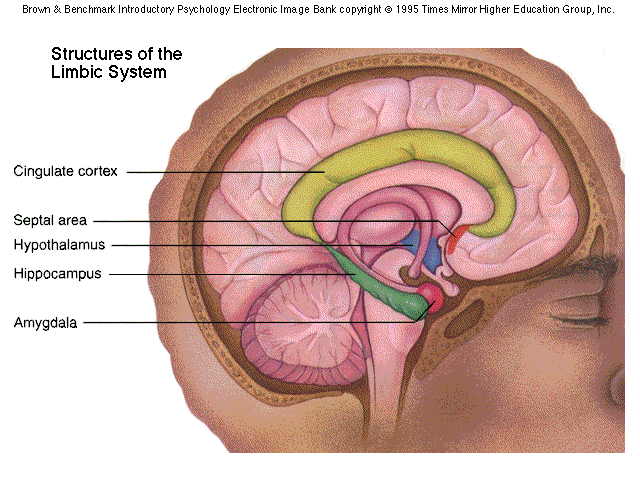 Brown & Benchmark Introductory Psychology Electronic Image Bank copyright © 1995 Times Mirror Higher Education Group, Inc.
Structures of the
Limbic System
Cingulate cortex
Septal area
Hypothalamus
Hippocampus
Amygdala